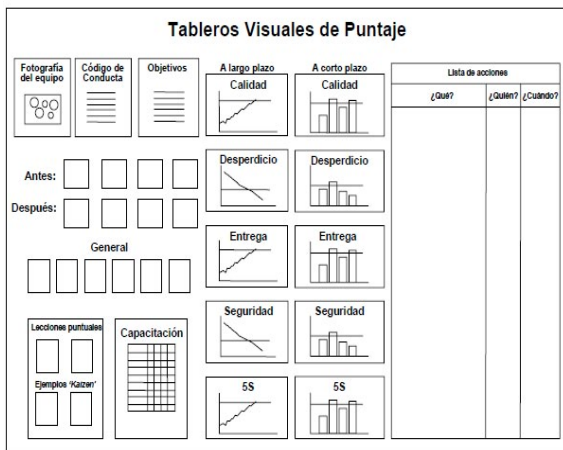 Tableros Visuales de Puntaje
Fotografía
del equipo
Código de
Conducta
Objetivos
A largo plazo
Calidad
A corto plazo
Calidad
Lista de acciones
¿Qué?
¿Quién?
¿Cuándo?
Antes:
Después:
General
Desperdicio
Desperdicio
Entrega
Entrega
Lecciones puntuales
Ejemplos 'Kaizen'
Capacitación
Seguridad
Seguridad
5S
5S